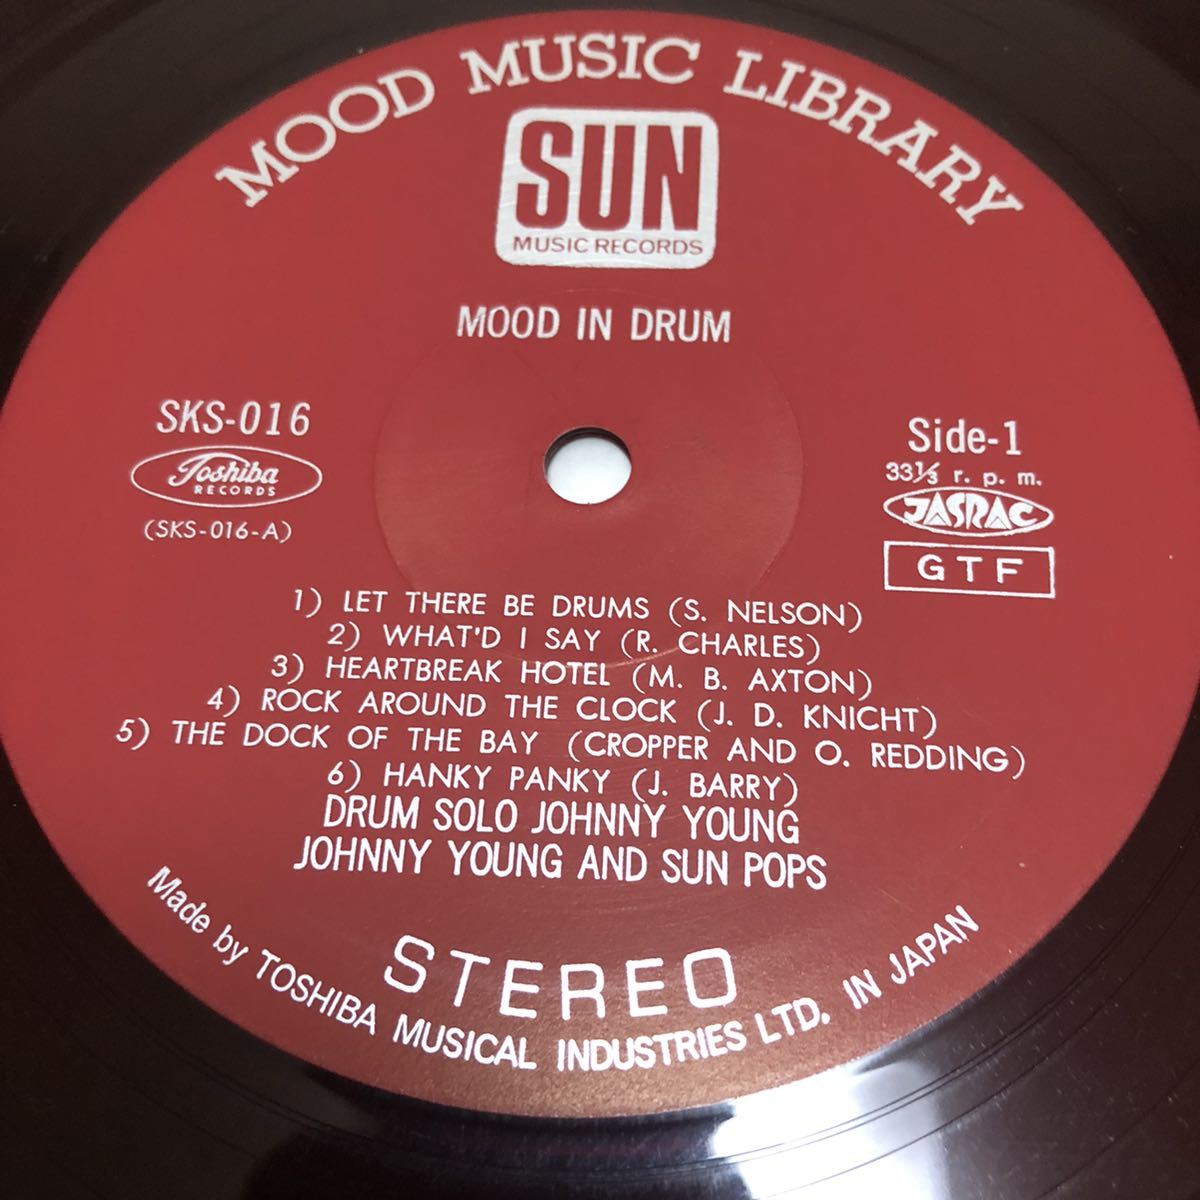 MOOD MUSIC LIBRARY
SUN
MUSIC RECORDS
MOOD IN DRUM
SKS-016
Toshiba
RECORDS
(SKS-016-A)
Side-1
33⅓ r. p. m.
JASRAC
GTF
1) LET THERE BE DRUMS (S. NELSON)
2) WHAT'D I SAY (R. CHARLES)
3) HEARTBREAK HOTEL (M. B. AXTON)
4) ROCK AROUND THE CLOCK (J. D. KNICHT)
5) THE DOCK OF THE BAY (CROPPER AND O. REDDING)
6) HANKY PANKY (J. BARRY)
DRUM SOLO JOHNNY YOUNG
JOHNNY YOUNG AND SUN POPS
STEREO
Made by TOSHIBA MUSICAL INDUSTRIES LTD. IN JAPAN